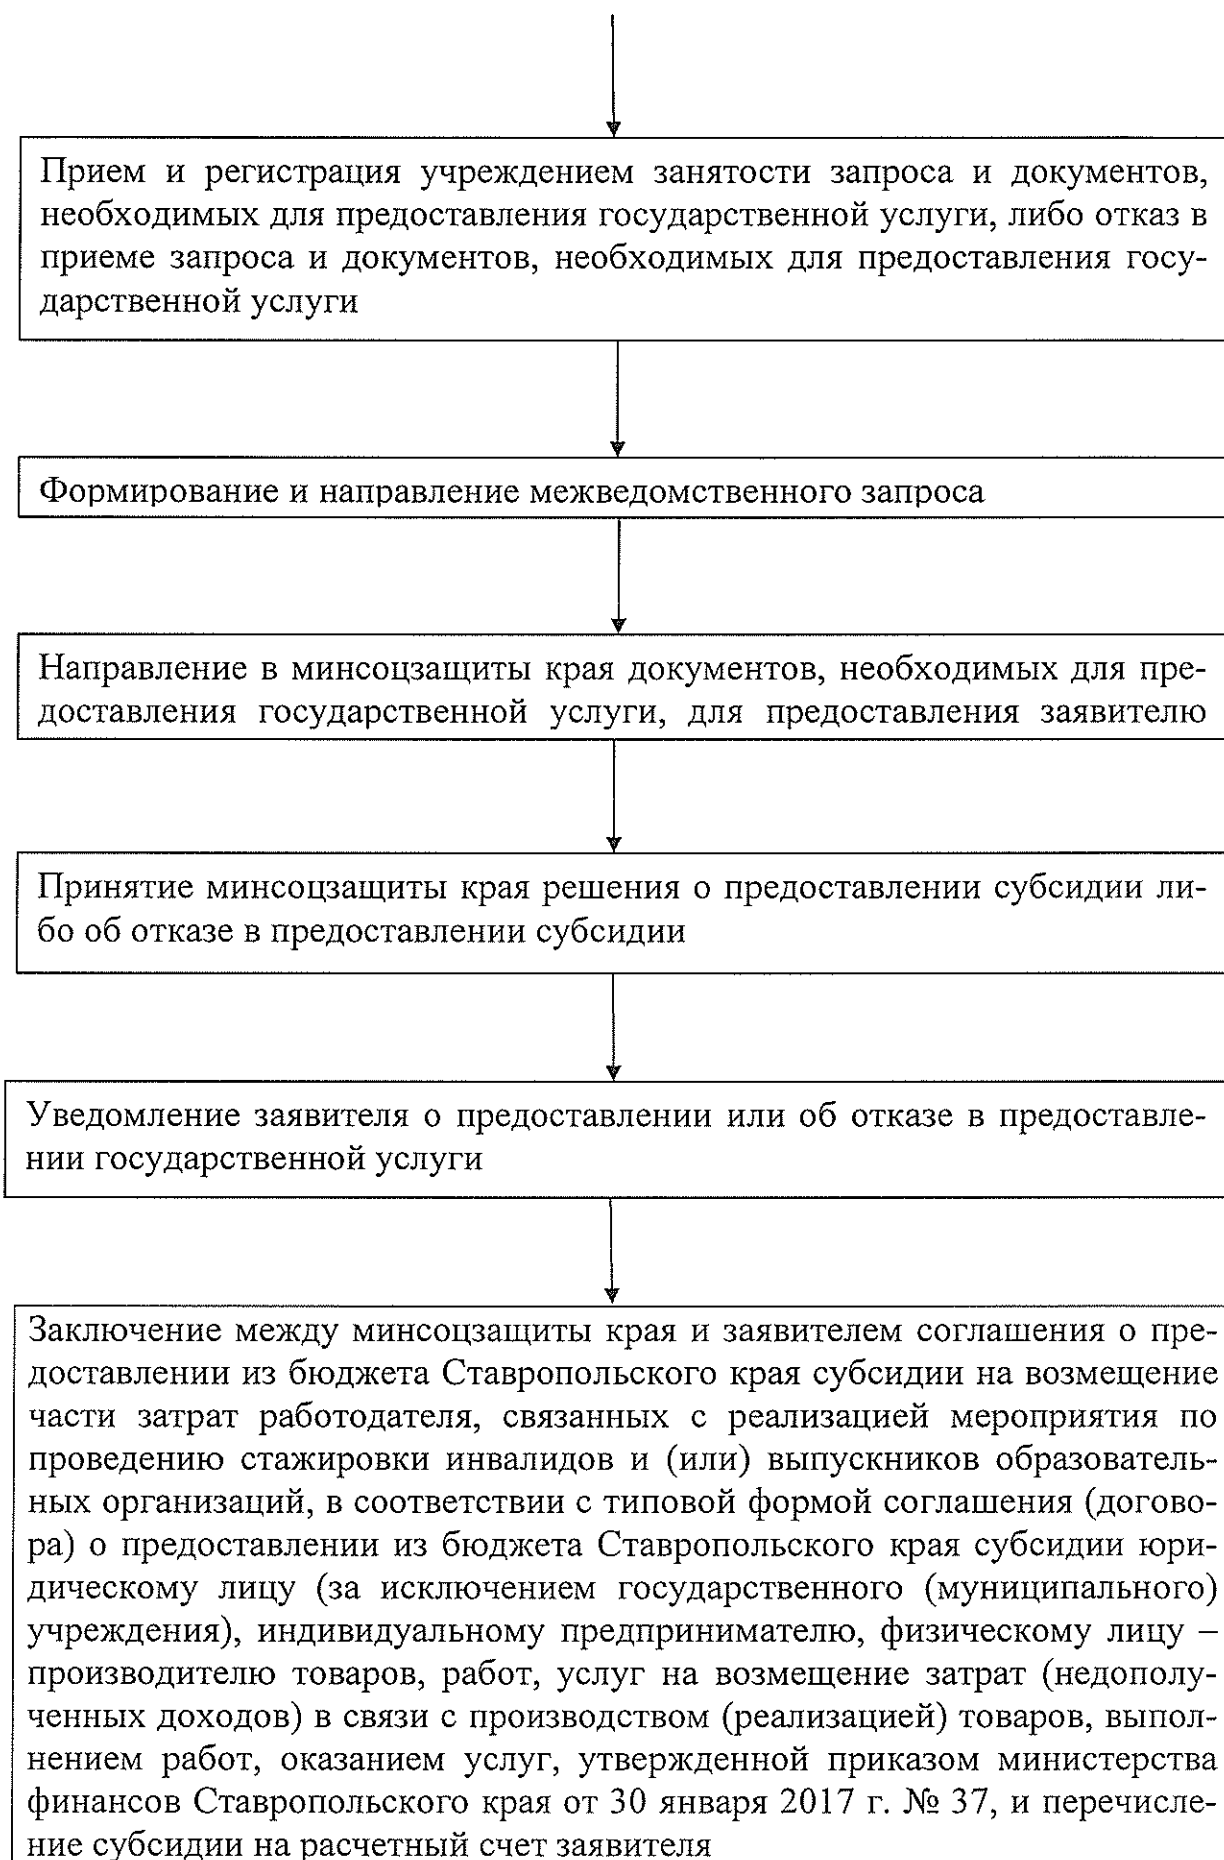 Прием и регистрация учреждением занятости запроса и документов,
необходимых для предоставления государственной услуги, либо отказ в
приеме запроса и документов, необходимых для предоставления госу-
дарственной услуги
Формирование и направление межведомственного запроса
Направление в минсоцзащиты края документов, необходимых для пре-
доставления государственной услуги, для предоставления заявителю
Принятие минсоцзащиты края решения о предоставлении субсидии ли-
бо об отказе в предоставлении субсидии
Уведомление заявителя о предоставлении или об отказе в предоставле-
нии государственной услуги
Заключение между минсоцзащиты края и заявителем соглашения о пре-
доставлении из бюджета Ставропольского края субсидии на возмещение
части затрат работодателя, связанных с реализацией мероприятия по
проведению стажировки инвалидов и (или) выпускников образователь-
ных организаций, в соответствии с типовой формой соглашения (догово-
ра) о предоставлении из бюджета Ставропольского края субсидии юри-
дическому лицу (за исключением государственного (муниципального)
учреждения), индивидуальному предпринимателю, физическому лицу –
производителю товаров, работ, услуг на возмещение затрат (недополу-
ченных доходов) в связи с производством (реализацией) товаров, выпол-
нением работ, оказанием услуг, утвержденной приказом министерства
финансов Ставропольского края от 30 января 2017 г. № 37, и перечисле-
ние субсидии на расчетный счет заявителя